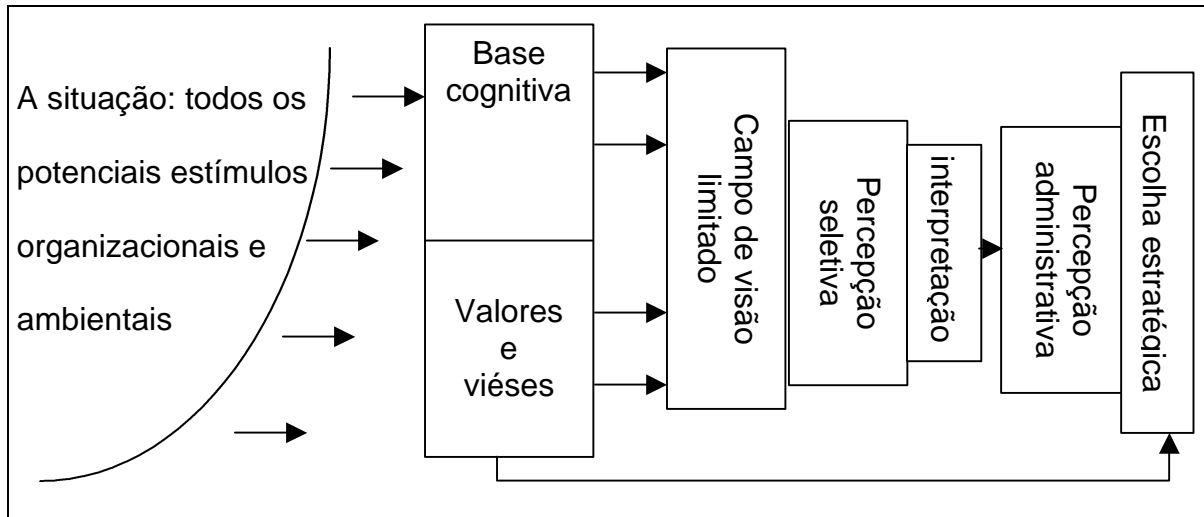 A situação: todos os
potenciais estímulos
organizacionais e
ambientais
Base
cognitiva
Valores
e
viéses
Campo de visão
limitado
Percepção
seletiva
interpretação
Percepção
administrativa
Escolha estratégica